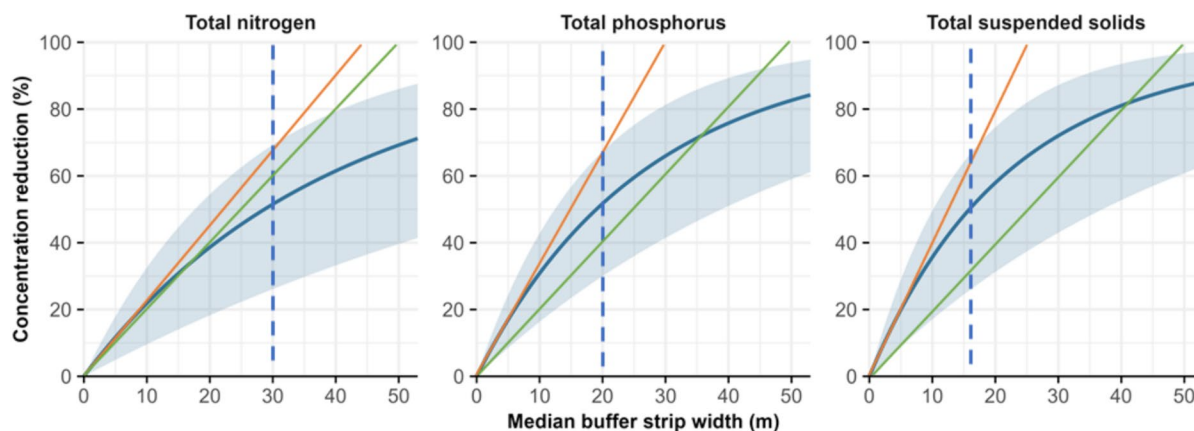 Total nitrogen Total phosphorus Total suspended solids
100 100 100
80 80 80
60 60 60
40 40 40
20 20 20
0 0 0
0 10 20 30 40 50 0 10 20 30 40 50 0 10 20 30 40 50
Concentration reduction (%)
Median buffer strip width (m)